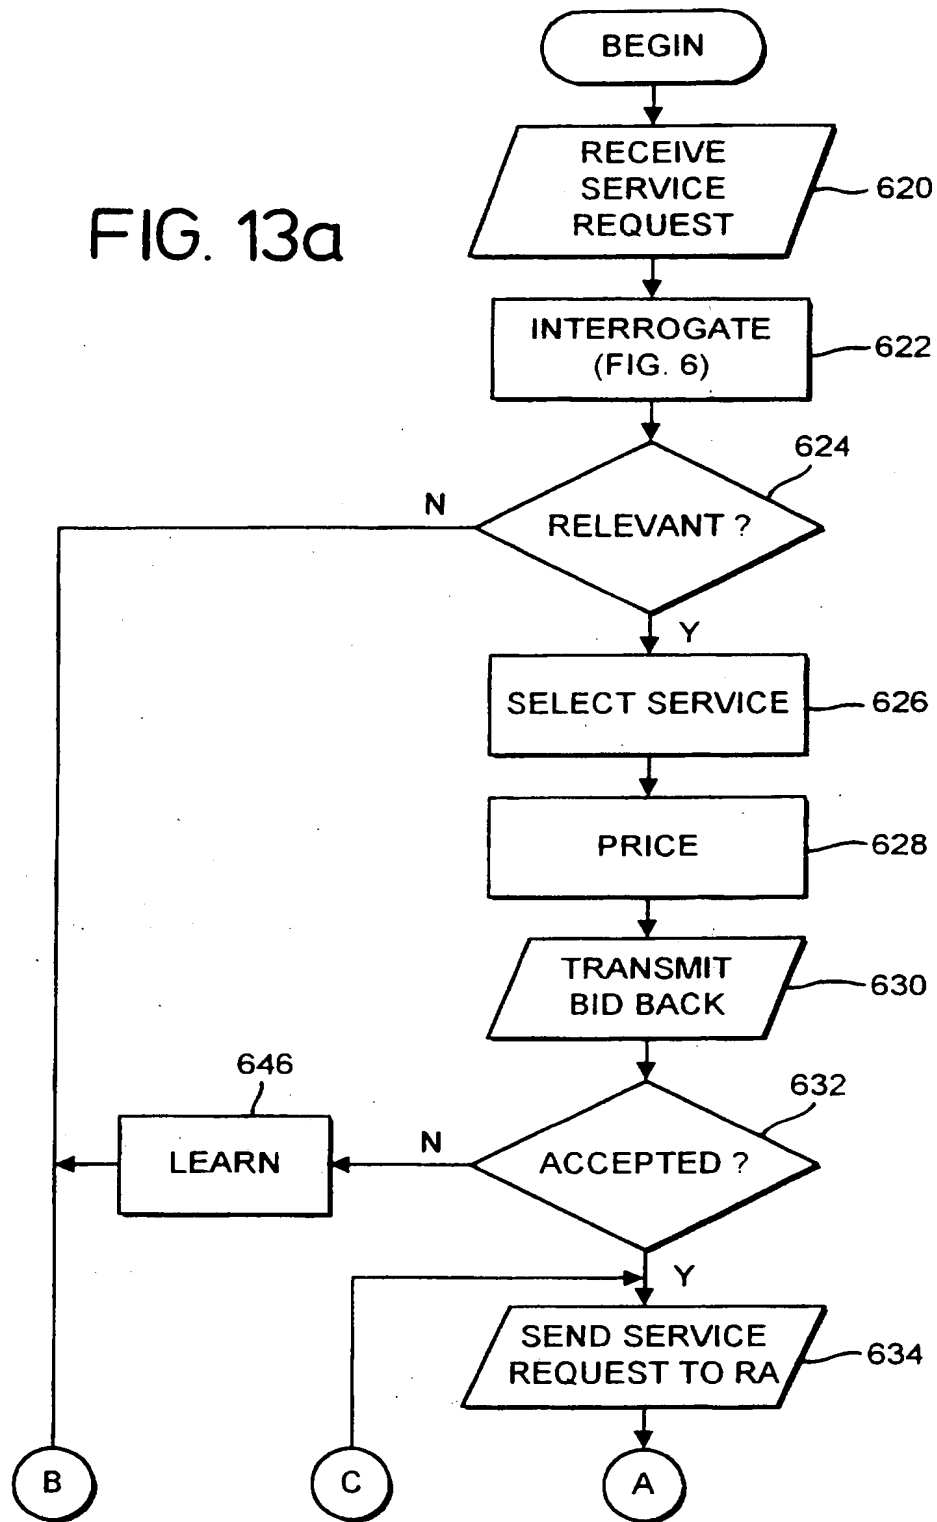 BEGIN
RECEIVE
SERVICE
REQUEST
620
FIG. 13a
INTERROGATE
(FIG. 6)
622
624
N
RELEVANT ?
Y
SELECT SERVICE
626
PRICE
628
TRANSMIT
BID BACK
630
646
632
LEARN
N
ACCEPTED ?
Y
SEND SERVICE
REQUEST TO RA
634
B
C
A